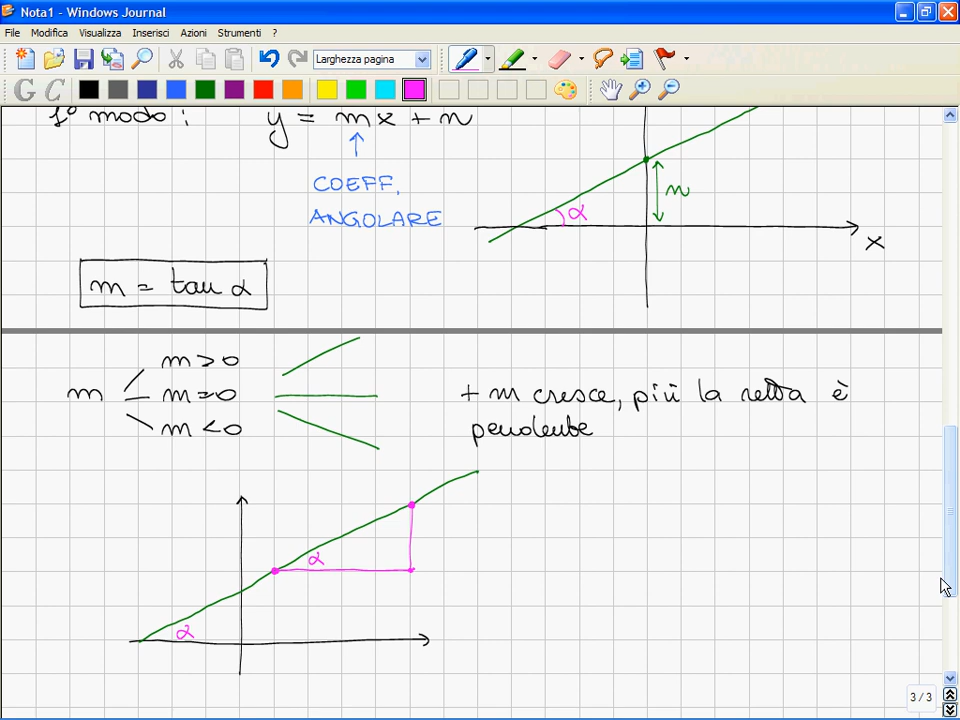 Nota1 - Windows Journal
File Modifica Visualizza Inserisci Azioni Strumenti ?
Larghezza pagina
G C
1° modo : y = mx + n
COEFF.
ANGOLARE
n
α
x
m = tau α
m > 0
m m = 0
m < 0
+ m cresce, più la retta è
pendente
α
α
3 / 3